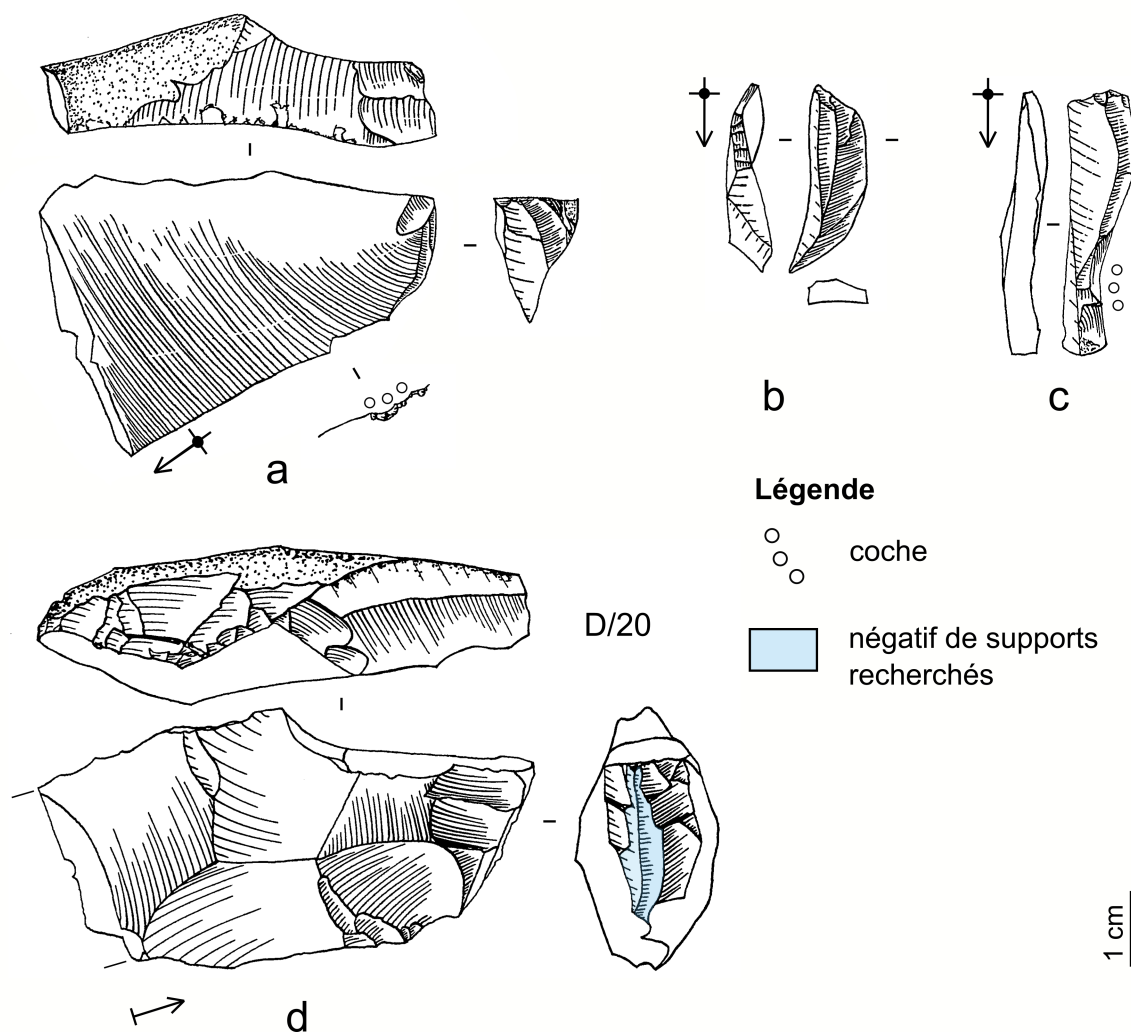 b
c
a
Légende
coche
D/20
négatif de supports
recherchés
1 cm
d